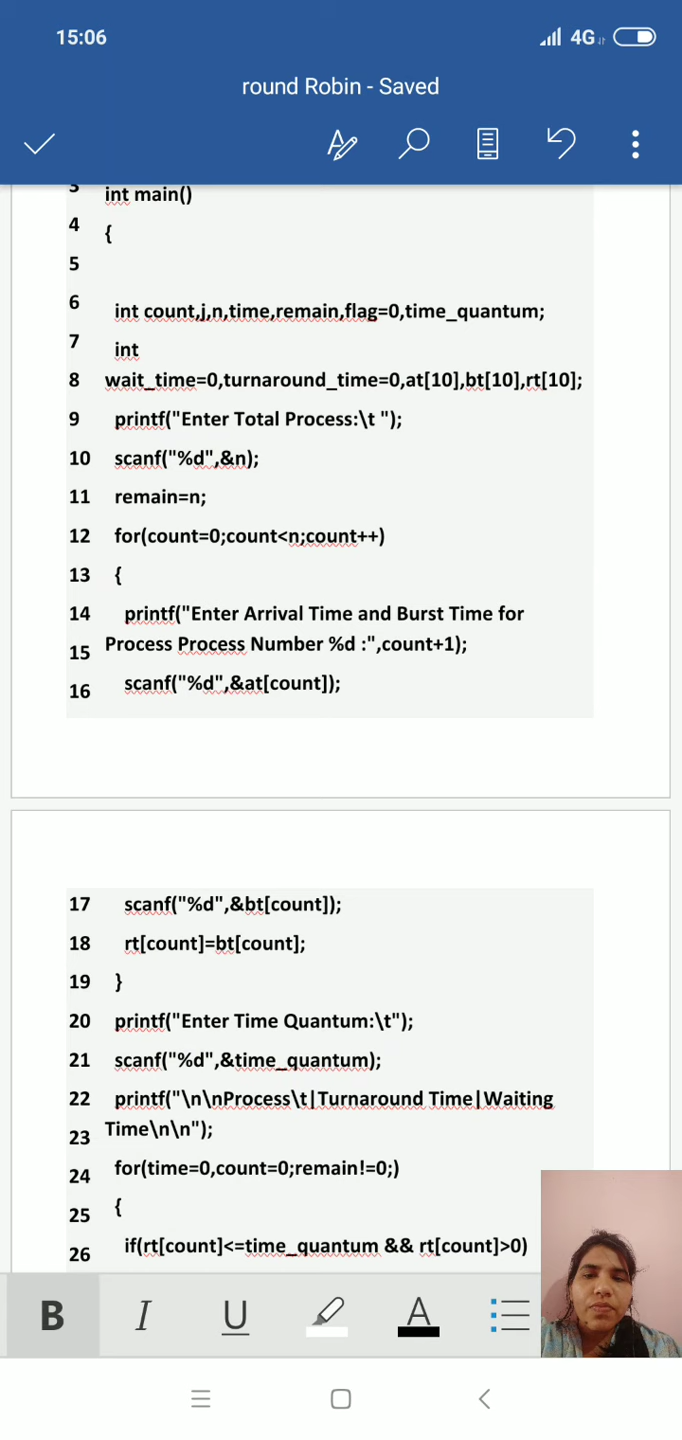 15:06
4G
round Robin - Saved
3 int main()
4 {
5
6 int count,j,n,time,remain,flag=0,time_quantum;
7 int
8 wait_time=0,turnaround_time=0,at[10],bt[10],rt[10];
9 printf("Enter Total Process:\t ");
10 scanf("%d",&n);
11 remain=n;
12 for(count=0;count<n;count++)
13 {
14 printf("Enter Arrival Time and Burst Time for
15 Process Process Number %d :",count+1);
16 scanf("%d",&at[count]);
17 scanf("%d",&bt[count]);
18 rt[count]=bt[count];
19 }
20 printf("Enter Time Quantum:\t");
21 scanf("%d",&time_quantum);
22 printf("\n\nProcess\t|Turnaround Time|Waiting
23 Time\n\n");
24 for(time=0,count=0;remain!=0;)
25 {
26 if(rt[count]<=time_quantum && rt[count]>0)
B I U A